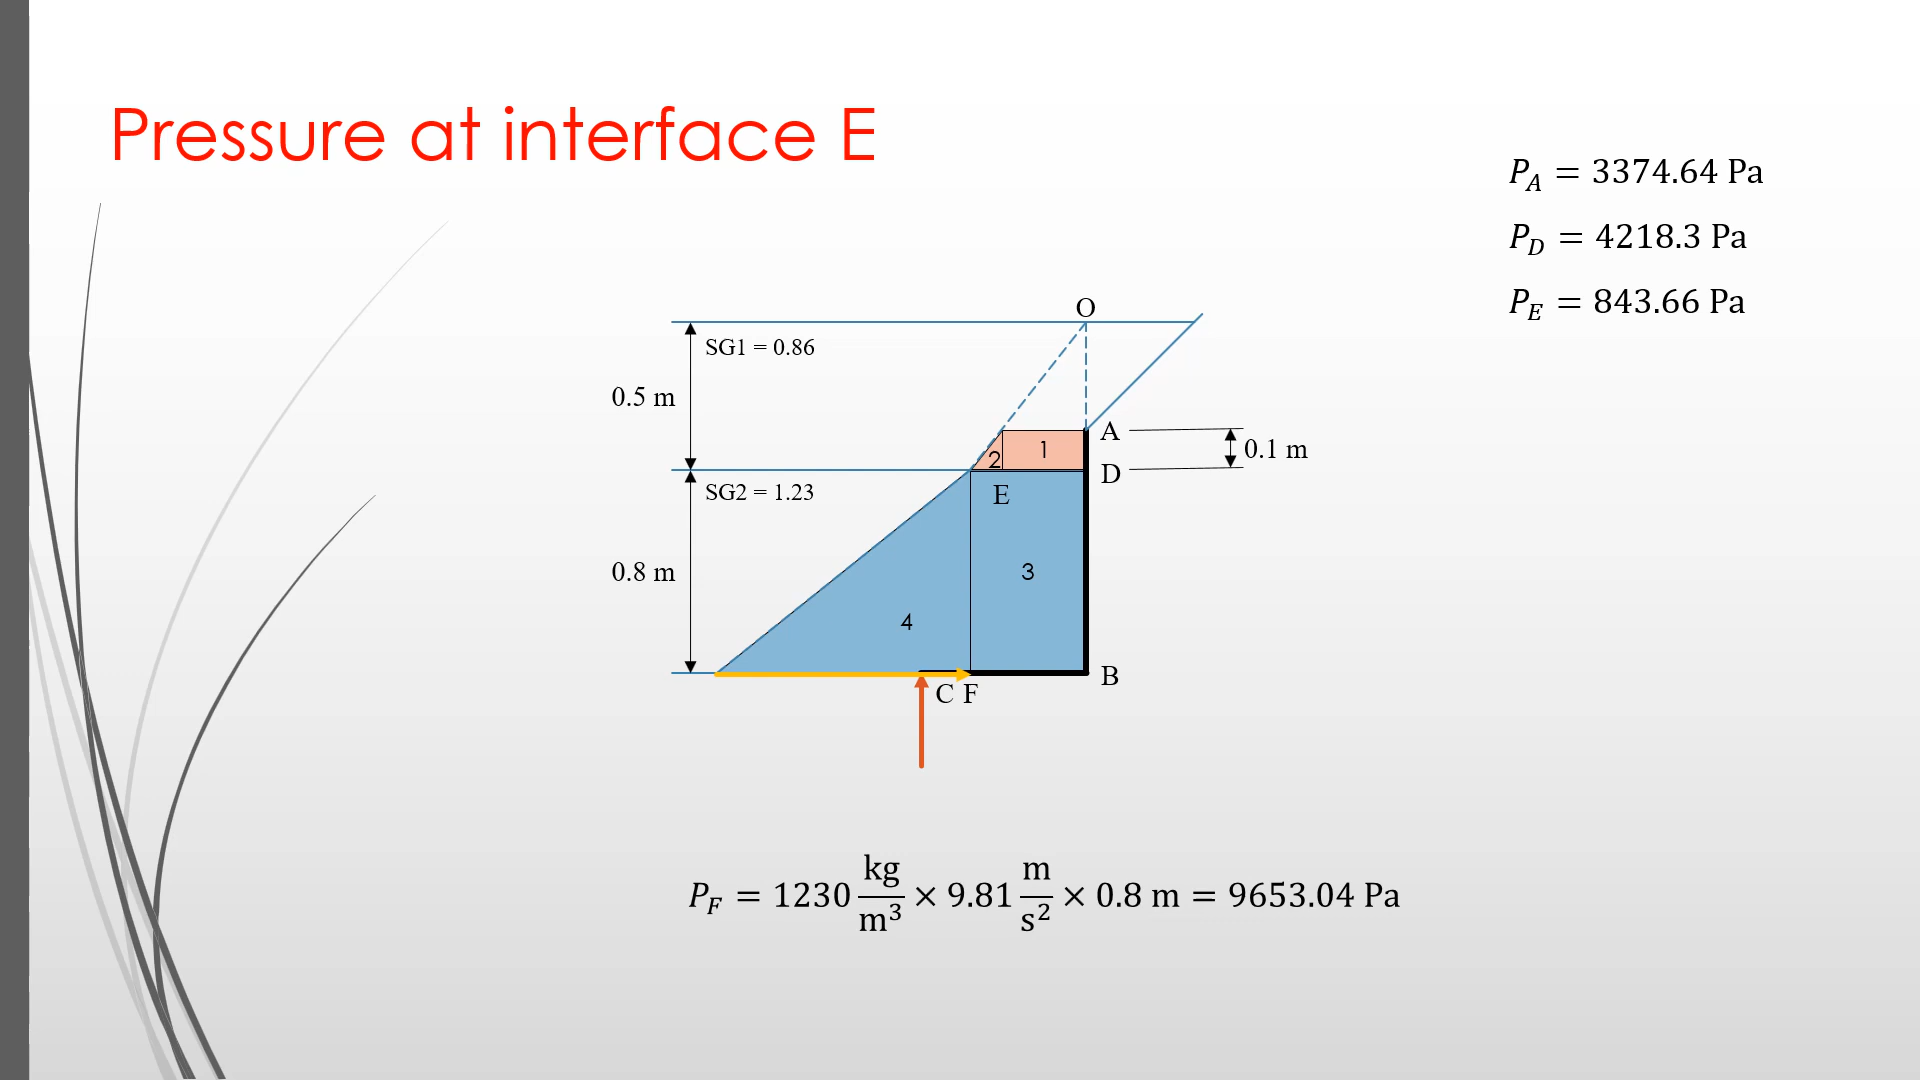 Pressure at interface E
P_A = 3374.64 Pa
P_D = 4218.3 Pa
P_E = 843.66 Pa
O
SG1 = 0.86
0.5 m
A
1
0.1 m
2
D
SG2 = 1.23
E
0.8 m
3
4
B
C F
P_F = 1230 kg/m³ × 9.81 m/s² × 0.8 m = 9653.04 Pa